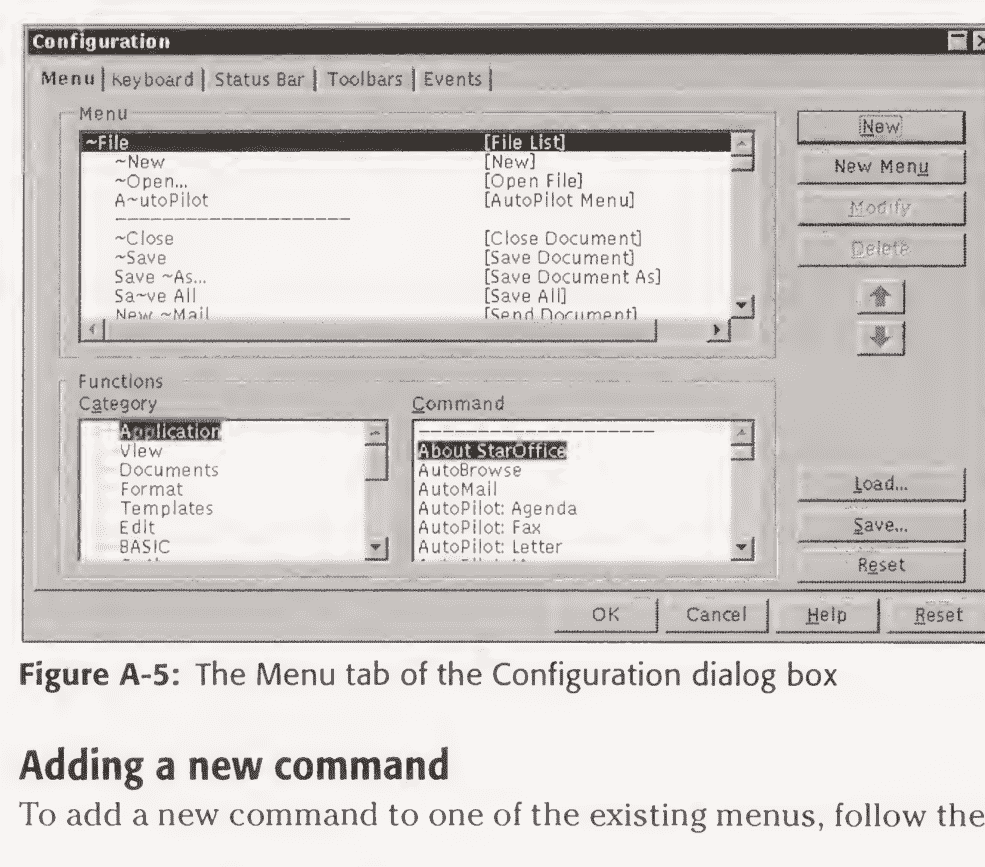 Configuration
Menu Keyboard Status Bar Toolbars Events
Menu
~File [File List]
~New [New]
~Open... [Open File]
A~utoPilot [AutoPilot Menu]
----------------------
~Close [Close Document]
~Save [Save Document]
Save ~As... [Save Document As]
Sa~ve All [Save All]
New ~Mail [Send Document]
New
New Menu
Modify
Delete
Functions
Category
Application
View
Documents
Format
Templates
Edit
BASIC
Command
----------------------
About StarOffice
AutoBrowse
AutoMail
AutoPilot: Agenda
AutoPilot: Fax
AutoPilot: Letter
Load...
Save...
Reset
OK Cancel Help Reset
Figure A-5: The Menu tab of the Configuration dialog box
Adding a new command
To add a new command to one of the existing menus, follow the